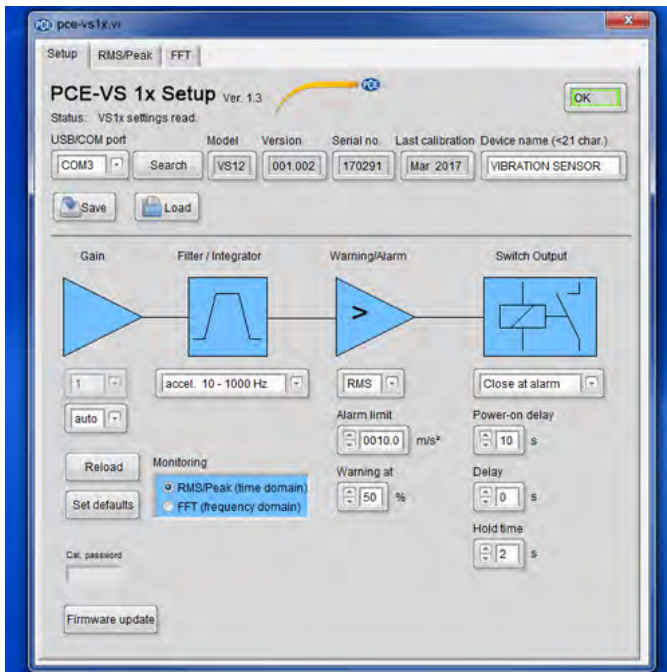 pce-vs1x.vi
Setup RMS/Peak FFT
PCE-VS 1x Setup Ver. 1.3
PCE
OK
Status: VS1x settings read.
USB/COM port Model Version Serial no. Last calibration Device name (<21 char.)
COM3 Search VS12 001.002 170291 Mar 2017 VIBRATION SENSOR
Save Load
Gain Filter / Integrator Warning/Alarm Switch Output
>
1 accel. 10 - 1000 Hz RMS Close at alarm
auto
Alarm limit Power-on delay
0010.0 m/s² 10 s
Reload Monitoring Warning at Delay
RMS/Peak (time domain) 50 % 0 s
Set defaults FFT (frequency domain)
Hold time
2 s
Cal. password
Firmware update